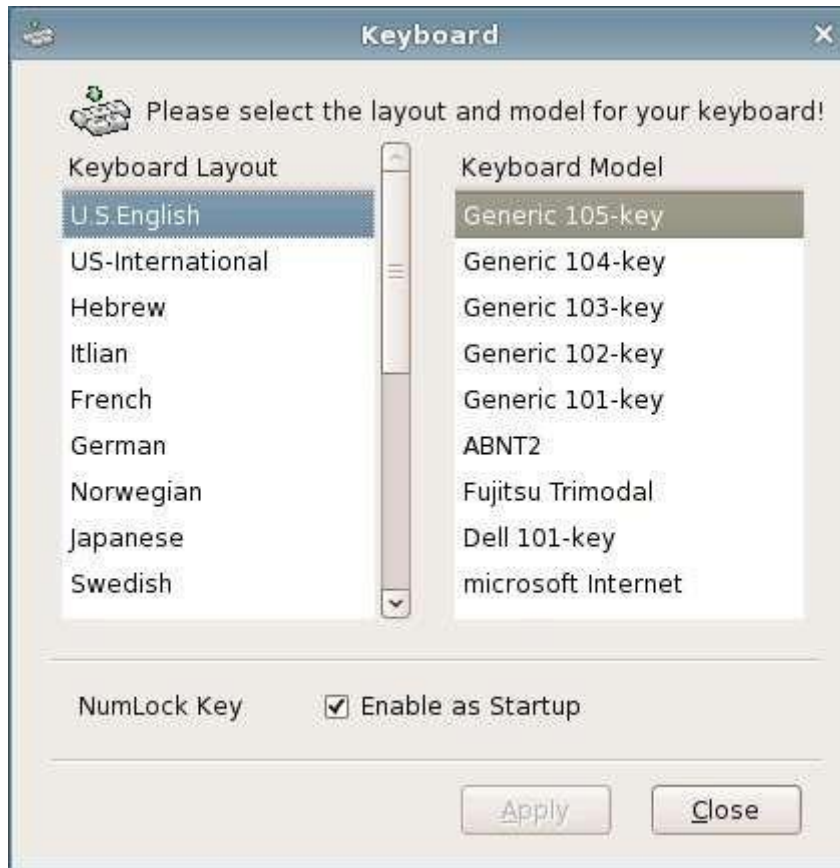 Keyboard
Please select the layout and model for your keyboard!
Keyboard Layout
U.S.English
US-International
Hebrew
Itlian
French
German
Norwegian
Japanese
Swedish
Keyboard Model
Generic 105-key
Generic 104-key
Generic 103-key
Generic 102-key
Generic 101-key
ABNT2
Fujitsu Trimodal
Dell 101-key
microsoft Internet
NumLock Key
Enable as Startup
Apply
Close